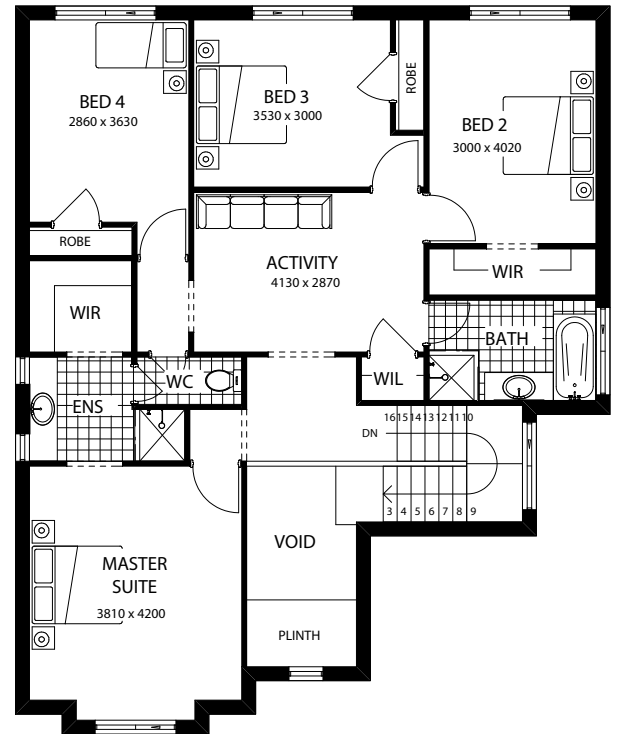 BED 4
2860 x 3630
BED 3
3530 x 3000
ROBE
BED 2
3000 x 4020
ROBE
ACTIVITY
4130 x 2870
WIR
WIR
BATH
WC
WIL
ENS
16 15 14 13 12 11 10
DN
3 4 5 6 7 8 9
VOID
MASTER
SUITE
3810 x 4200
PLINTH